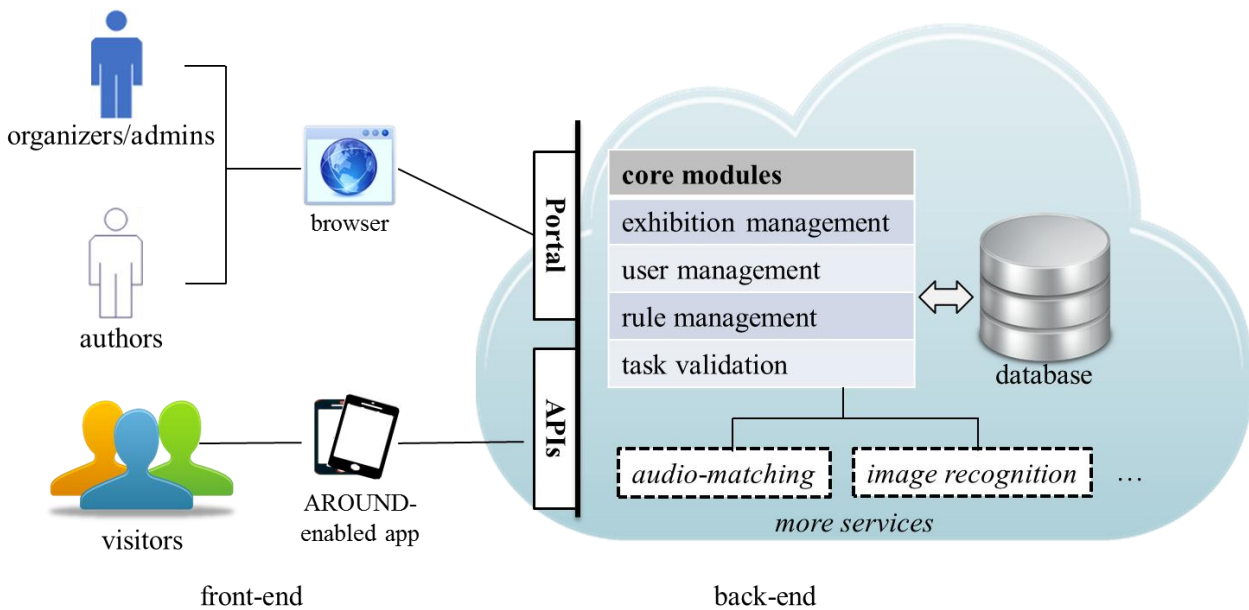 organizers/admins
authors
browser
visitors
AROUND-
enabled app
Portal
APIs
core modules
exhibition management
user management
rule management
task validation
database
audio-matching
image recognition
...
more services
front-end
back-end